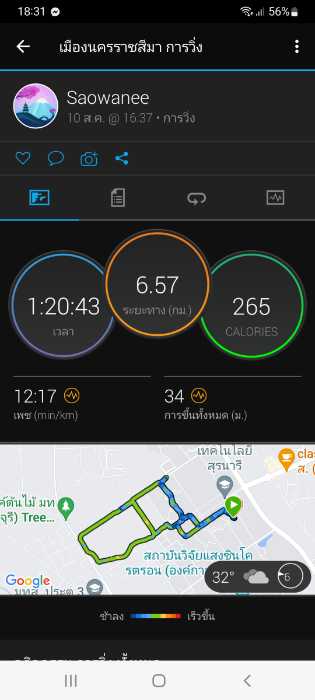 18:31
56%
เมืองนครราชสีมา การวิ่ง
Saowanee
10 ส.ค. @ 16:37 • การวิ่ง
1:20:43
เวลา
6.57
ระยะทาง (กม.)
265
CALORIES
12:17
เพซ (min/km)
34
การขึ้นทั้งหมด (ม.)
เทคโนโลยี
สุรนารี
clas
ส. (
ค์ต้นไม้ มท
จุรี) Tree...
สถาบันวิจัยแสงซินโค
รตรอน (องค์กา
32°
6
Google
มทส. ประตู 3
ช้าลง
เร็วขึ้น